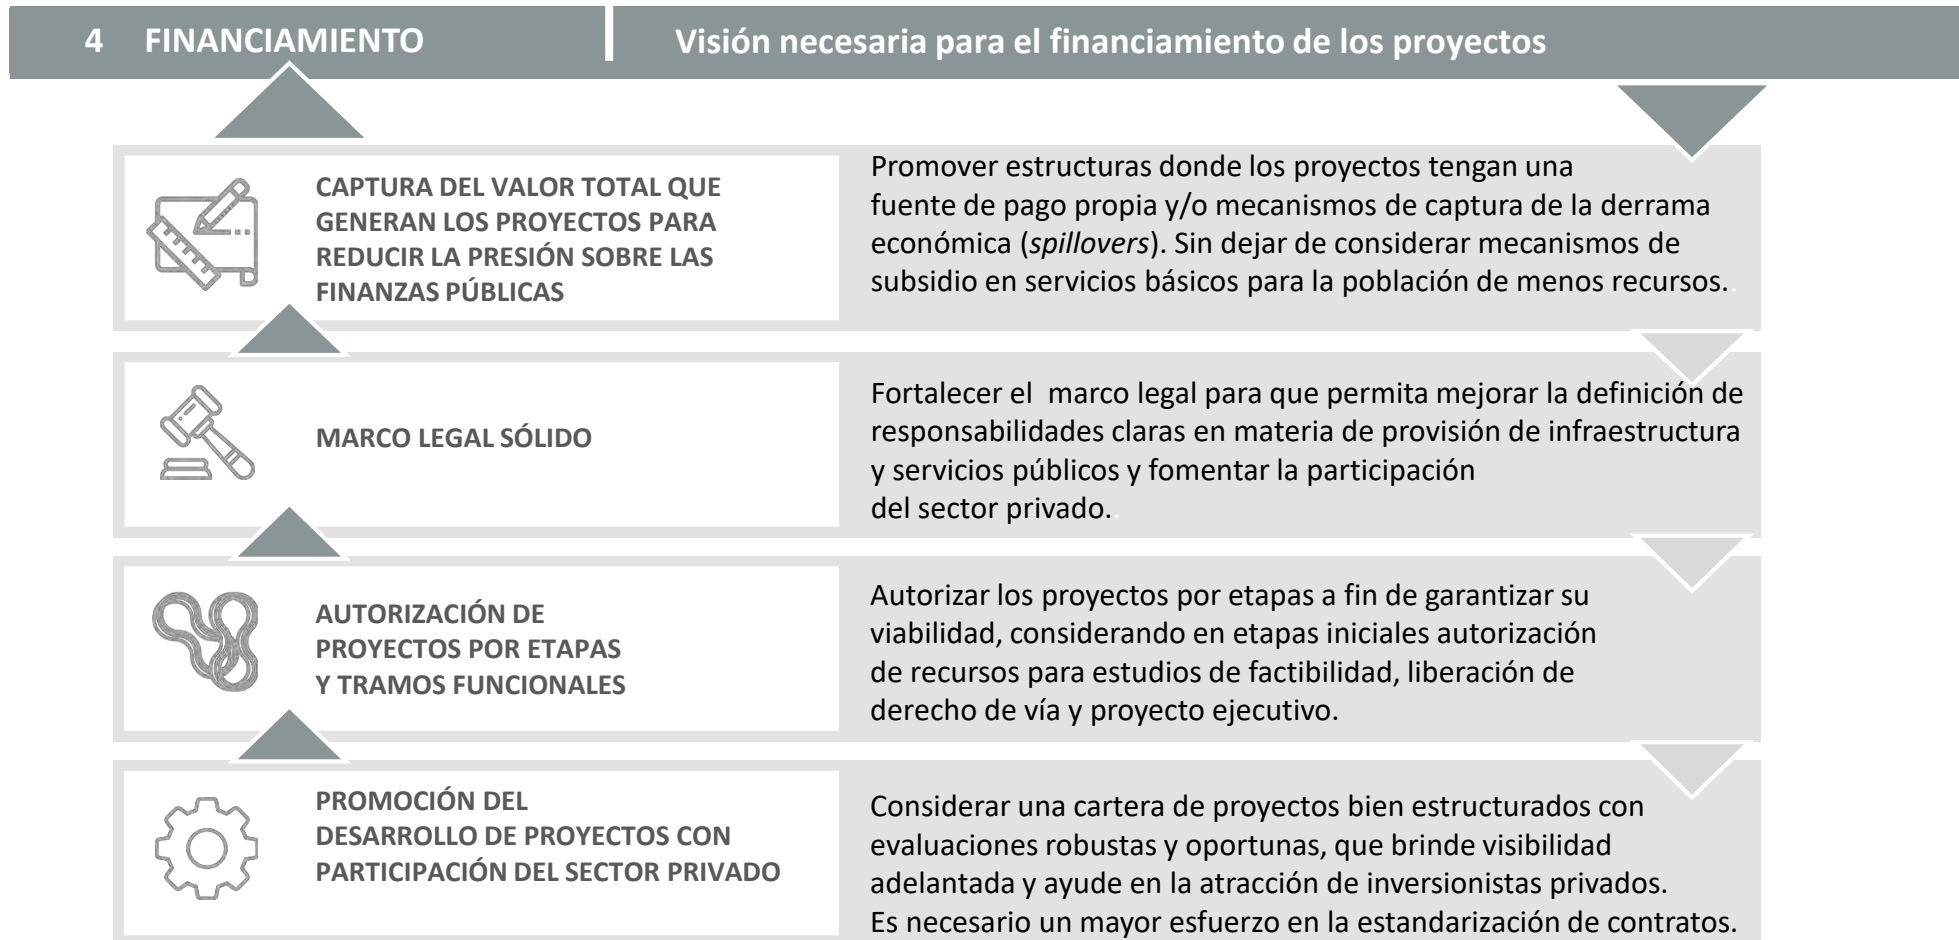 4 FINANCIAMIENTO
Visión necesaria para el financiamiento de los proyectos
CAPTURA DEL VALOR TOTAL QUE
GENERAN LOS PROYECTOS PARA
REDUCIR LA PRESIÓN SOBRE LAS
FINANZAS PÚBLICAS
Promover estructuras donde los proyectos tengan una
fuente de pago propia y/o mecanismos de captura de la derrama
económica (spillovers). Sin dejar de considerar mecanismos de
subsidio en servicios básicos para la población de menos recursos.
MARCO LEGAL SÓLIDO
Fortalecer el  marco legal para que permita mejorar la definición de
responsabilidades claras en materia de provisión de infraestructura
y servicios públicos y fomentar la participación
del sector privado.
AUTORIZACIÓN DE
PROYECTOS POR ETAPAS
Y TRAMOS FUNCIONALES
Autorizar los proyectos por etapas a fin de garantizar su
viabilidad, considerando en etapas iniciales autorización
de recursos para estudios de factibilidad, liberación de
derecho de vía y proyecto ejecutivo.
PROMOCIÓN DEL
DESARROLLO DE PROYECTOS CON
PARTICIPACIÓN DEL SECTOR PRIVADO
Considerar una cartera de proyectos bien estructurados con
evaluaciones robustas y oportunas, que brinde visibilidad
adelantada y ayude en la atracción de inversionistas privados.
Es necesario un mayor esfuerzo en la estandarización de contratos.